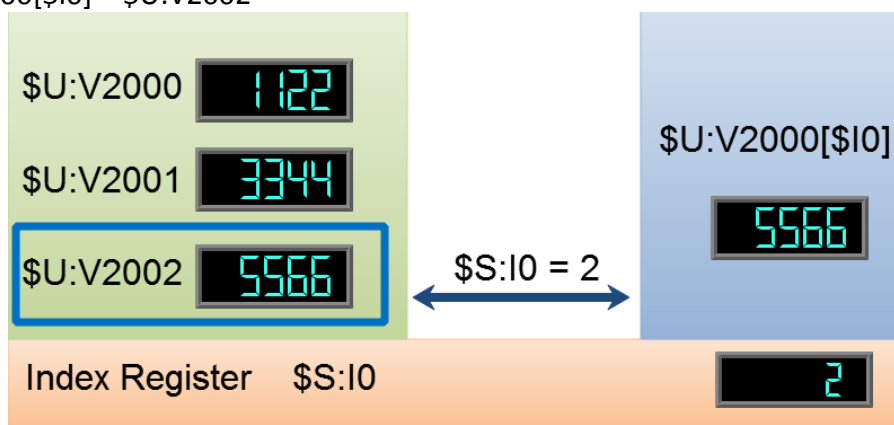 $U:V2000 1122
$U:V2001 3344
$U:V2002 5566
$S:I0 = 2
$U:V2000[$I0]
5566
Index Register $S:I0 2